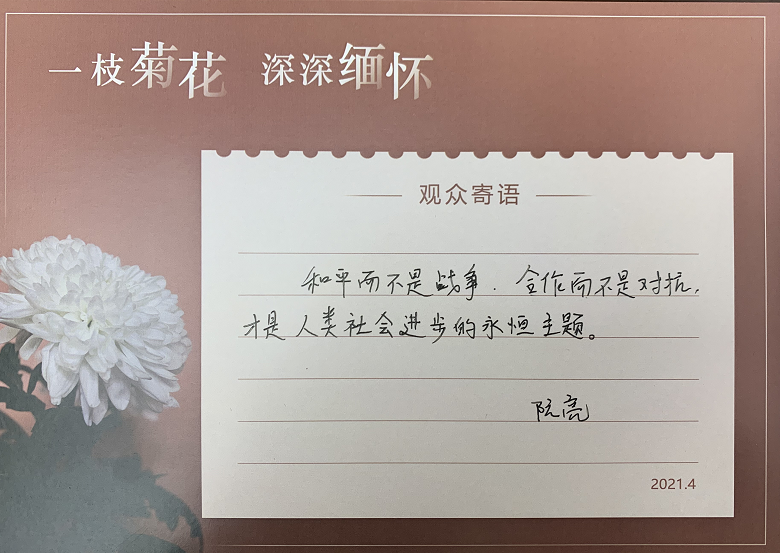 一枝菊花 深深缅怀
观众寄语
和平而不是战争.合作而不是对抗,
才是人类社会进步的永恒主题。
阮亮
2021.4